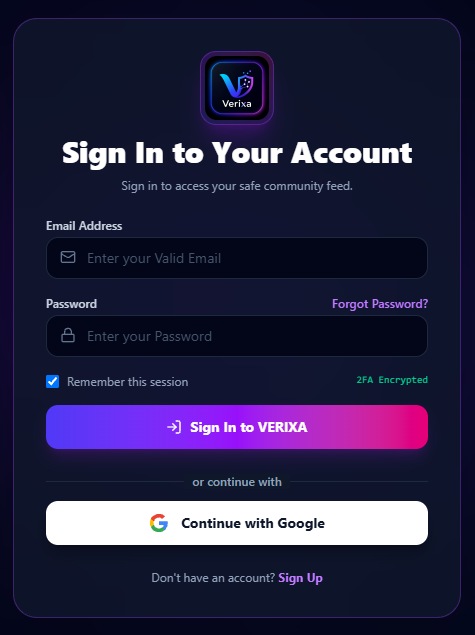 Verixa
Sign In to Your Account
Sign in to access your safe community feed.
Email Address
Enter your Valid Email
Password
Forgot Password?
Enter your Password
Remember this session
2FA Encrypted
Sign In to VERIXA
or continue with
Continue with Google
Don't have an account? Sign Up